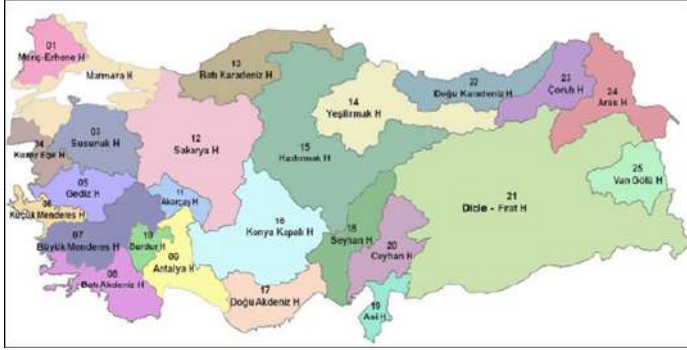 01
Meriç-Erhene H
Marmara H
13
Batı Karadeniz H
22
Doğu Karadeniz H
23
Çoruh H
24
Aras H
14
Yeşilırmak H
03
Susunuk H
04
Kuzey Ege H
12
Sakarya H
15
Kızılırmak H
25
Van Gölü H
05
Gediz H
11
Akarçay H
21
Dicle - Fırat H
06
Küçük Menderes H
07
Büyük Menderes H
10
Burdur H
16
Konya Kapalı H
18
Seyhan H
20
Ceyhan H
09
Antalya H
08
Batı Akdeniz H
17
Doğu Akdeniz H
19
Asi H